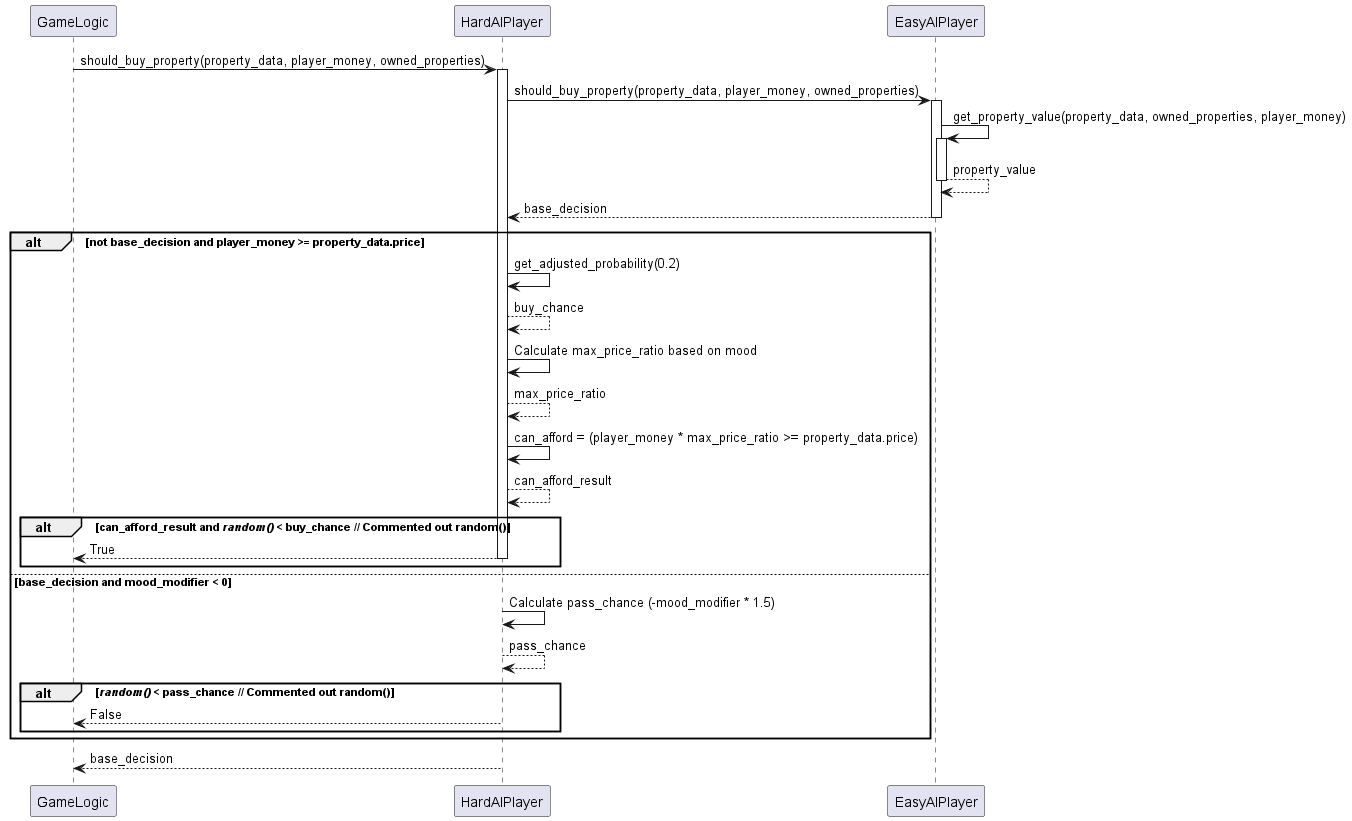 GameLogic
HardAIPlayer
EasyAIPlayer
should_buy_property(property_data, player_money, owned_properties)
should_buy_property(property_data, player_money, owned_properties)
get_property_value(property_data, owned_properties, player_money)
property_value
base_decision
alt [not base_decision and player_money >= property_data.price]
get_adjusted_probability(0.2)
buy_chance
Calculate max_price_ratio based on mood
max_price_ratio
can_afford = (player_money * max_price_ratio >= property_data.price)
can_afford_result
alt [can_afford_result and random() < buy_chance // Commented out random()]
True
[base_decision and mood_modifier < 0]
Calculate pass_chance (-mood_modifier * 1.5)
pass_chance
alt [random() < pass_chance // Commented out random()]
False
base_decision
GameLogic
HardAIPlayer
EasyAIPlayer